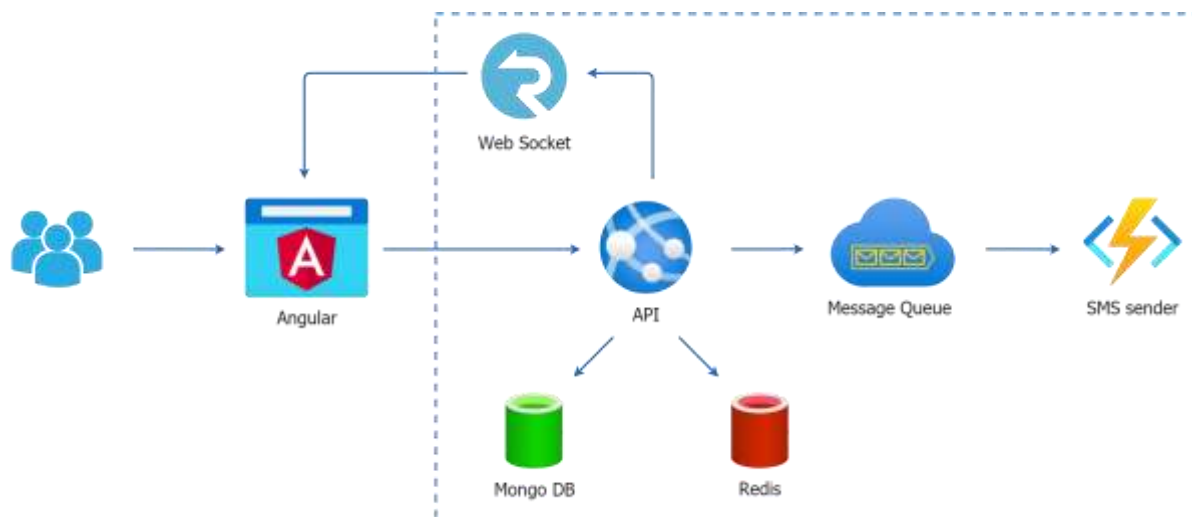 Web Socket
A
Angular
API
Message Queue
SMS sender
Mongo DB
Redis